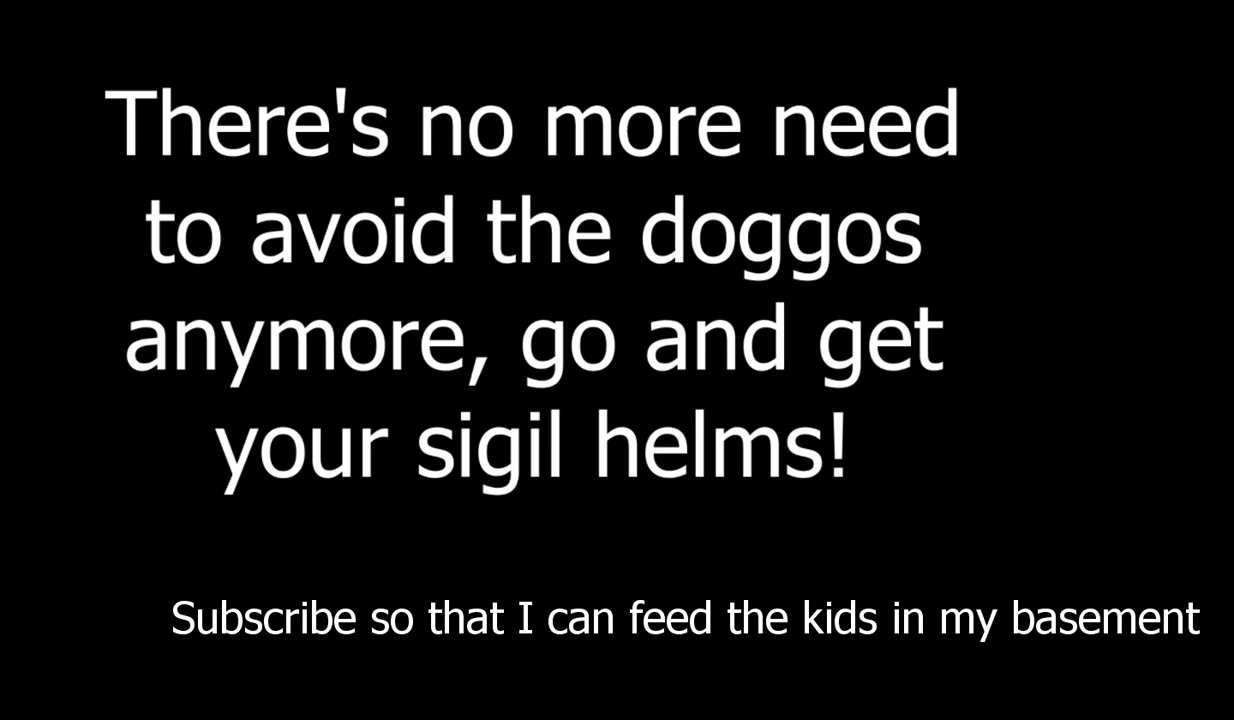 There's no more need
to avoid the doggos
anymore, go and get
your sigil helms!
Subscribe so that I can feed the kids in my basement